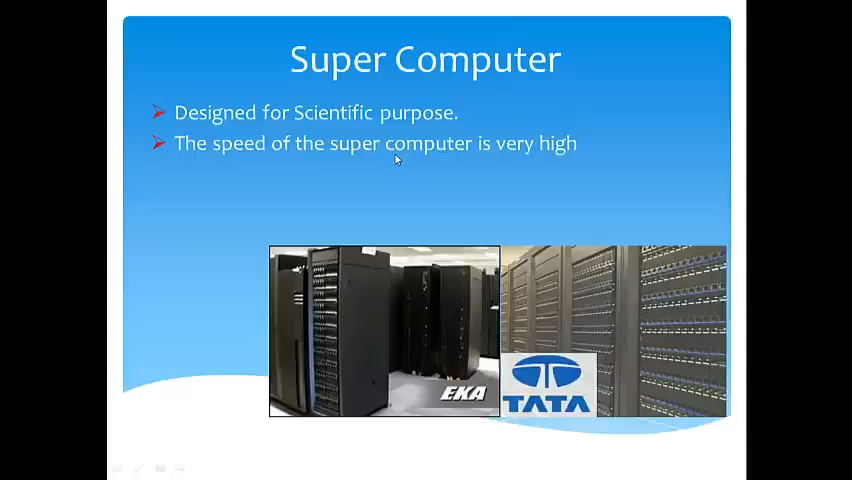 Super Computer
Designed for Scientific purpose.
The speed of the super computer is very high
EKA
TATA